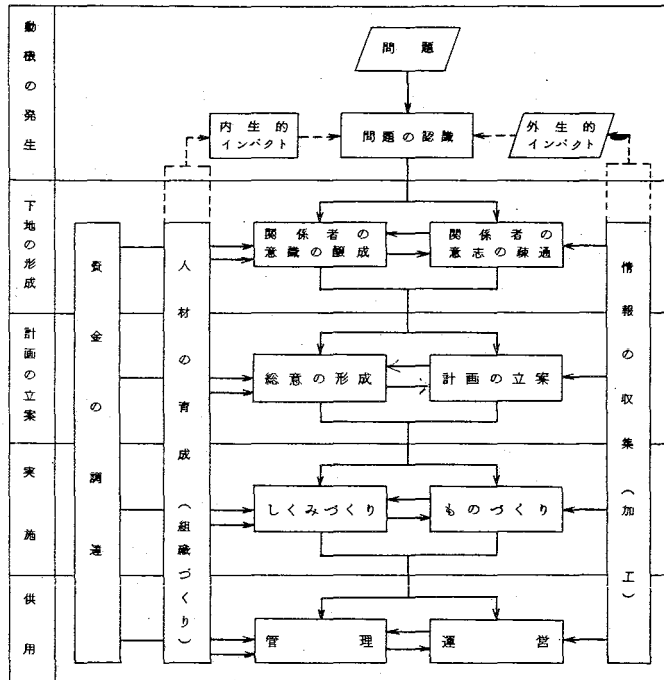 動機の発生
問題
内生的
インパクト
問題の認識
外生的
インパクト
下地の形成
資金の調達
人材の育成（組織づくり）
関係者の
意識の醸成
関係者の
意志の疎通
情報の収集（加工）
計画の立案
総意の形成
計画の立案
実施
しくみづくり
ものづくり
供用
管理
運営